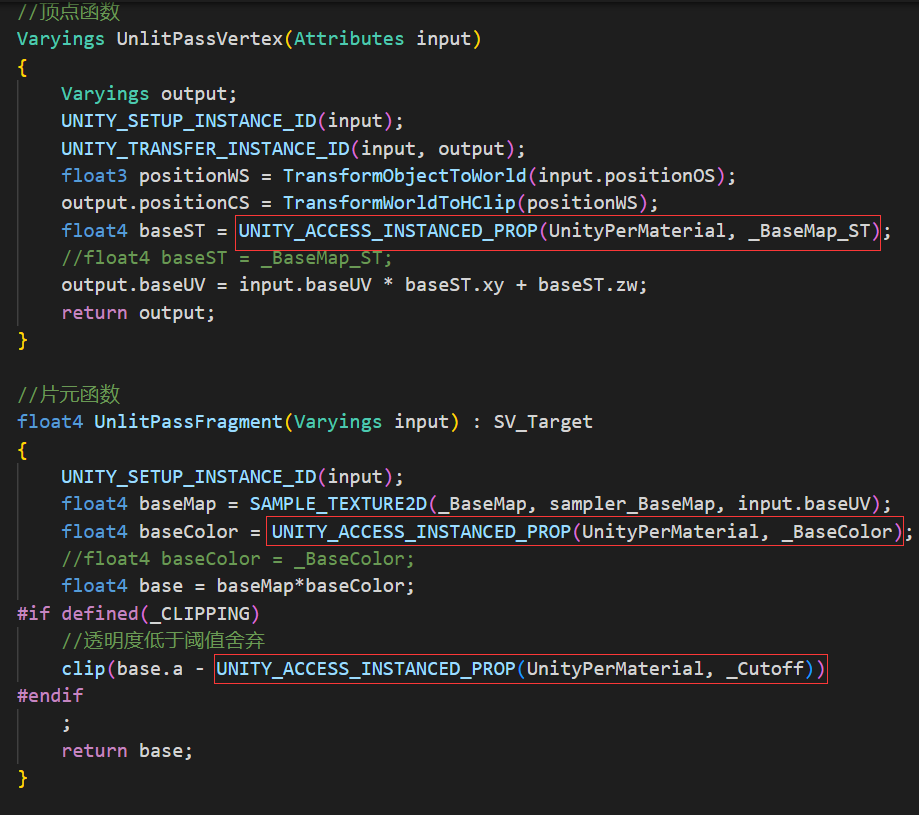 //顶点函数
Varyings UnlitPassVertex(Attributes input)
{
    Varyings output;
    UNITY_SETUP_INSTANCE_ID(input);
    UNITY_TRANSFER_INSTANCE_ID(input, output);
    float3 positionWS = TransformObjectToWorld(input.positionOS);
    output.positionCS = TransformWorldToHClip(positionWS);
    float4 baseST = UNITY_ACCESS_INSTANCED_PROP(UnityPerMaterial, _BaseMap_ST);
    //float4 baseST = _BaseMap_ST;
    output.baseUV = input.baseUV * baseST.xy + baseST.zw;
    return output;
}
//片元函数
float4 UnlitPassFragment(Varyings input) : SV_Target
{
    UNITY_SETUP_INSTANCE_ID(input);
    float4 baseMap = SAMPLE_TEXTURE2D(_BaseMap, sampler_BaseMap, input.baseUV);
    float4 baseColor = UNITY_ACCESS_INSTANCED_PROP(UnityPerMaterial, _BaseColor);
    //float4 baseColor = _BaseColor;
    float4 base = baseMap*baseColor;
#if defined(_CLIPPING)
    //透明度低于阈值舍弃
    clip(base.a - UNITY_ACCESS_INSTANCED_PROP(UnityPerMaterial, _Cutoff))
#endif
    ;
    return base;
}